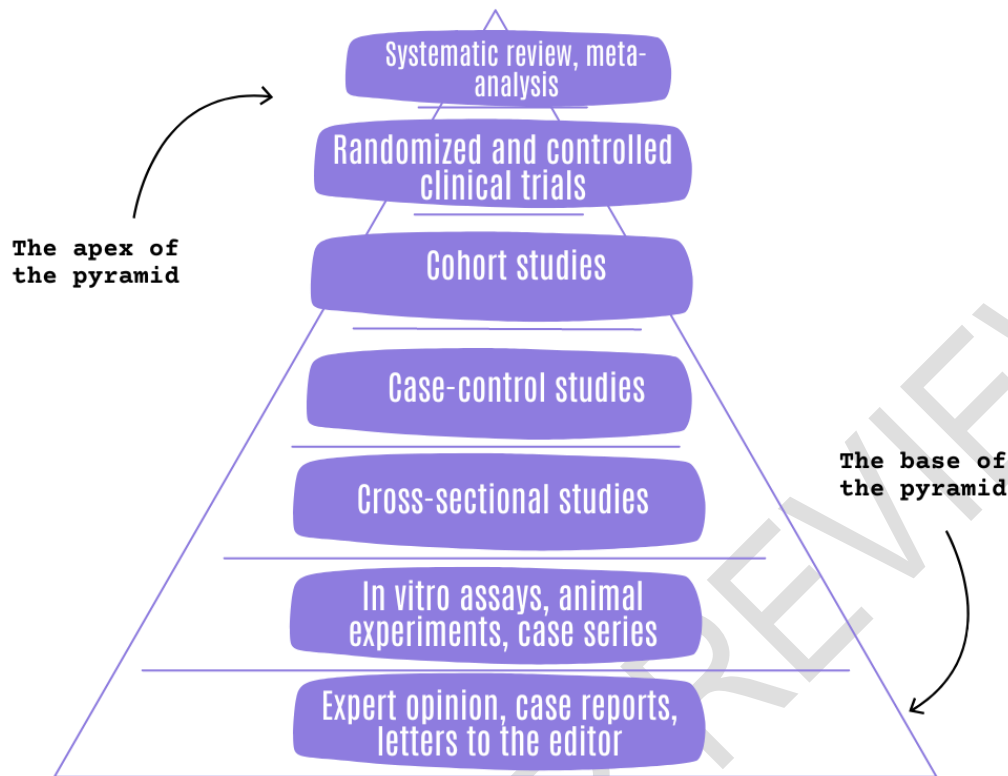 Systematic review, meta-
analysis
Randomized and controlled
clinical trials
The apex of
the pyramid
Cohort studies
Case-control studies
The base of
the pyramid
Cross-sectional studies
In vitro assays, animal
experiments, case series
Expert opinion, case reports,
letters to the editor